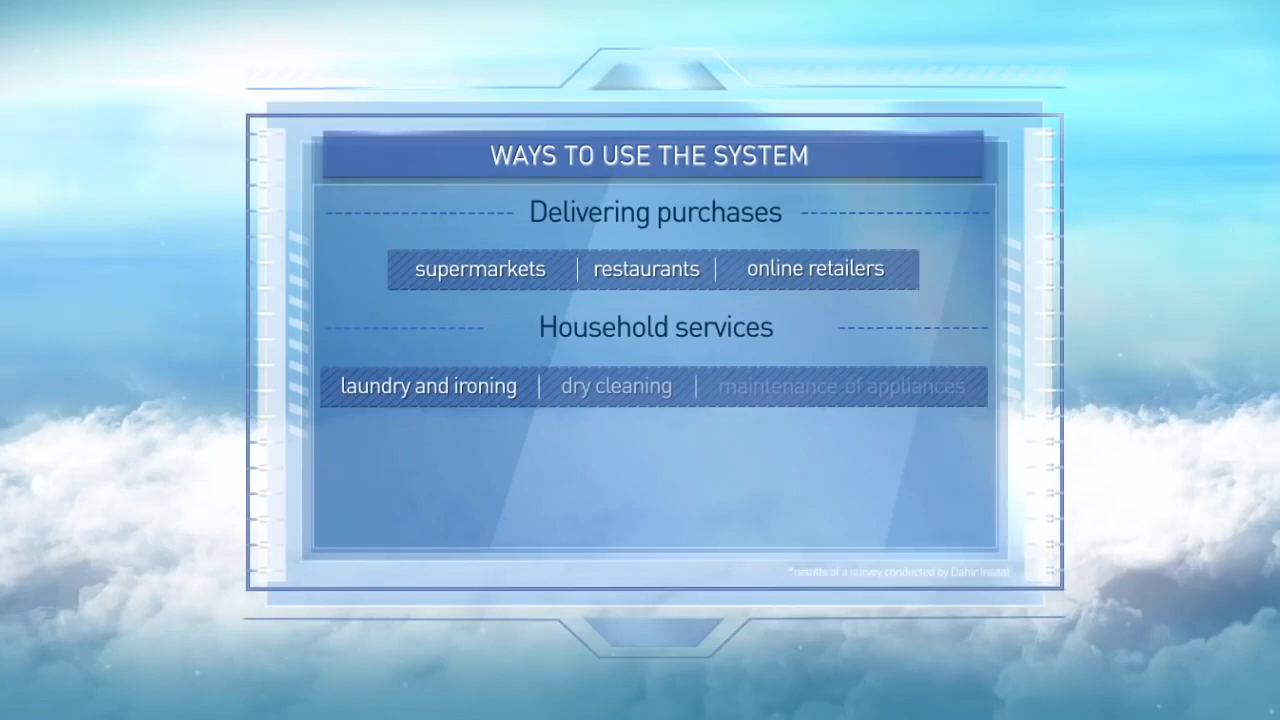 WAYS TO USE THE SYSTEM
Delivering purchases
supermarkets | restaurants | online retailers
Household services
laundry and ironing | dry cleaning | maintenance of appliances
*results of a survey conducted by Dahir Insaat